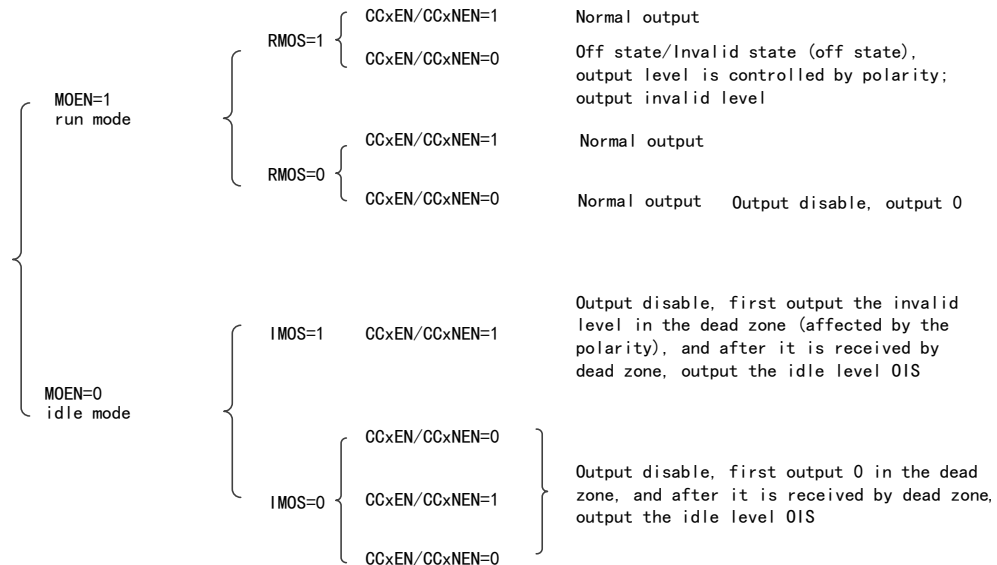 CCxEN/CCxNEN=1 Normal output
RMOS=1
CCxEN/CCxNEN=0 Off state/Invalid state (off state),
output level is controlled by polarity;
output invalid level
MOEN=1
run mode
CCxEN/CCxNEN=1 Normal output
RMOS=0
CCxEN/CCxNEN=0 Normal output Output disable, output 0
Output disable, first output the invalid
IMOS=1 CCxEN/CCxNEN=1 level in the dead zone (affected by the
polarity), and after it is received by
dead zone, output the idle level OIS
MOEN=0
idle mode
CCxEN/CCxNEN=0
Output disable, first output 0 in the dead
IMOS=0 CCxEN/CCxNEN=1 zone, and after it is received by dead zone,
output the idle level OIS
CCxEN/CCxNEN=0